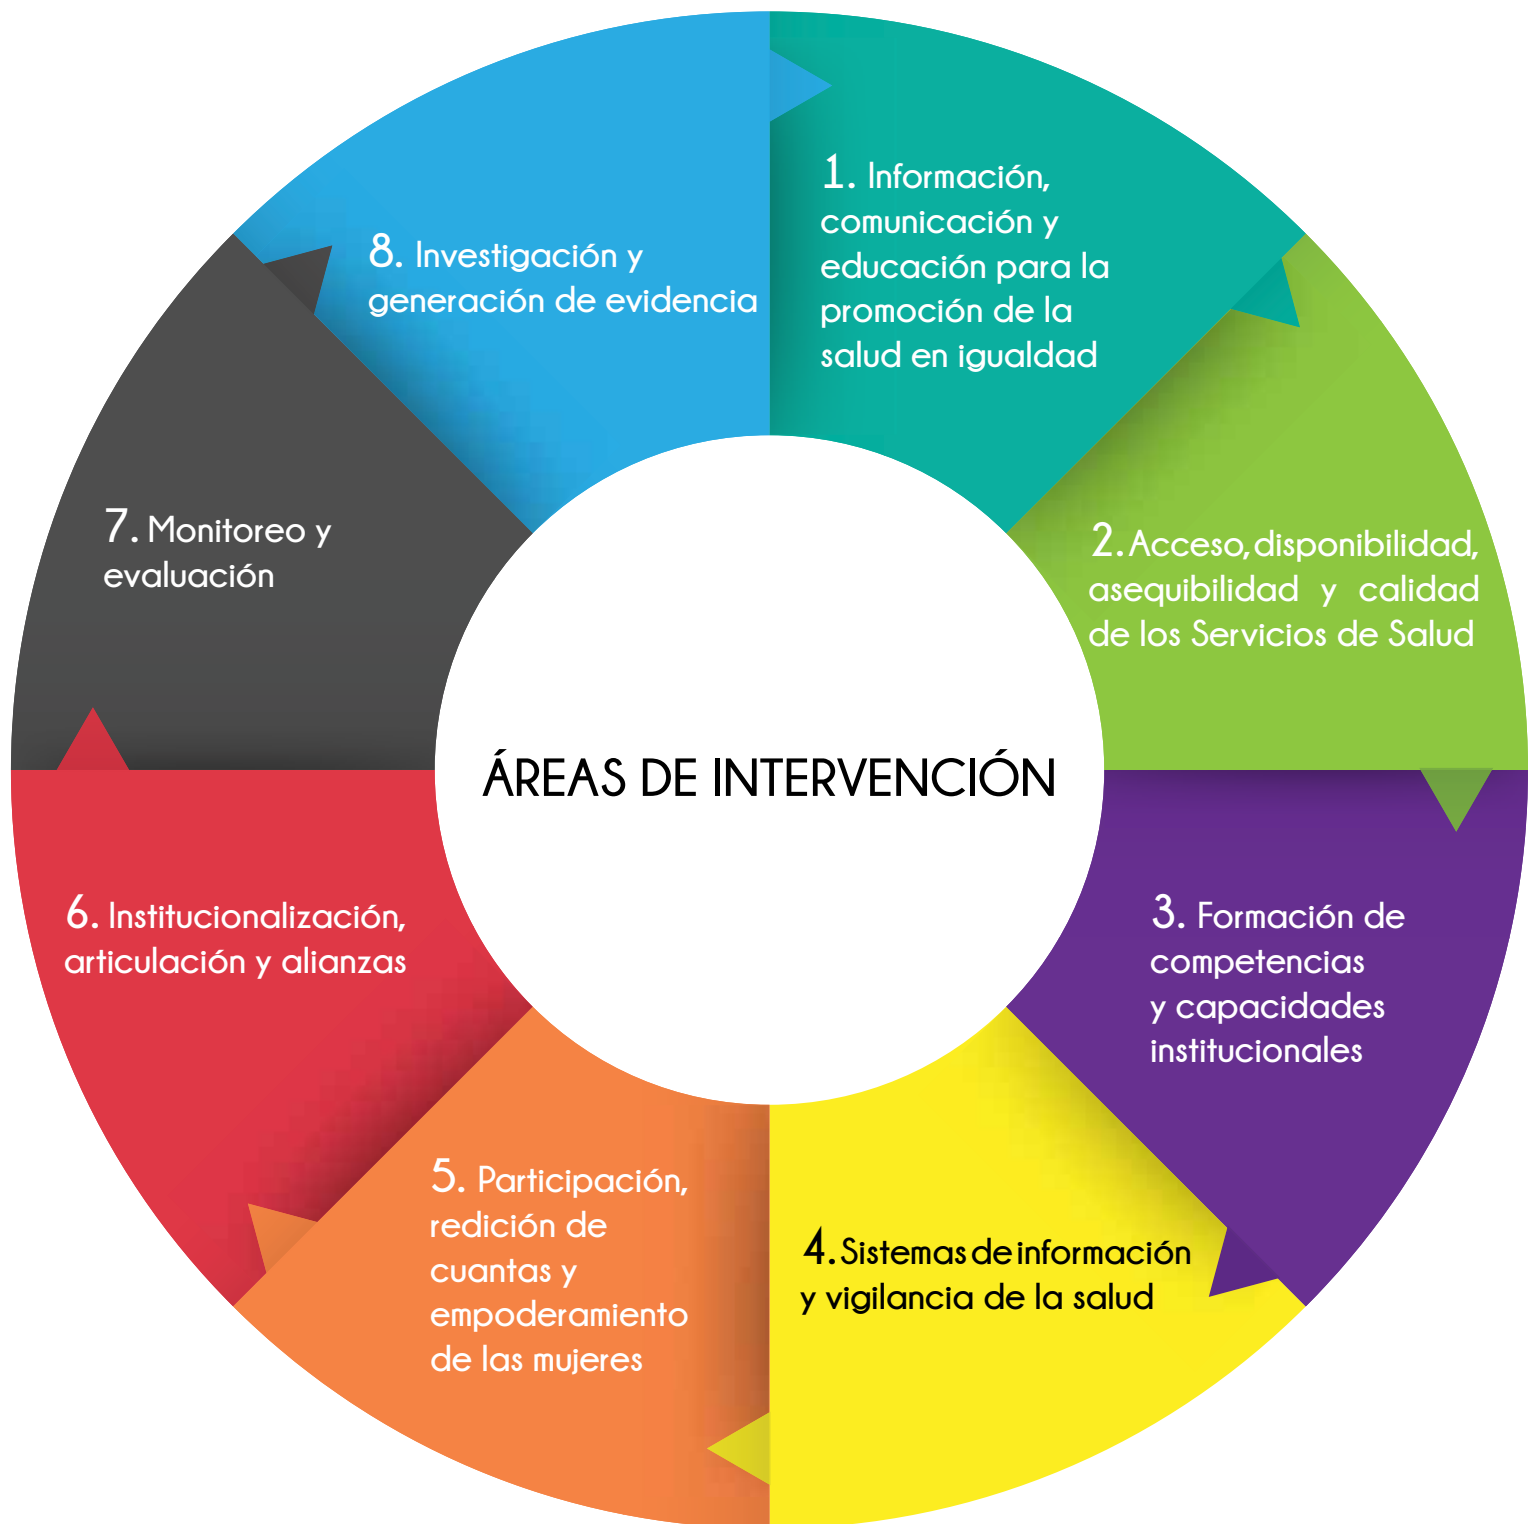 1. Información,
comunicación y
educación para la
promoción de la
salud en igualdad
2. Acceso, disponibilidad,
asequibilidad y calidad
de los Servicios de Salud
3. Formación de
competencias
y capacidades
institucionales
4. Sistemas de información
y vigilancia de la salud
5. Participación,
redición de
cuantas y
empoderamiento
de las mujeres
6. Institucionalización,
articulación y alianzas
7. Monitoreo y
evaluación
8. Investigación y
generación de evidencia
ÁREAS DE INTERVENCIÓN